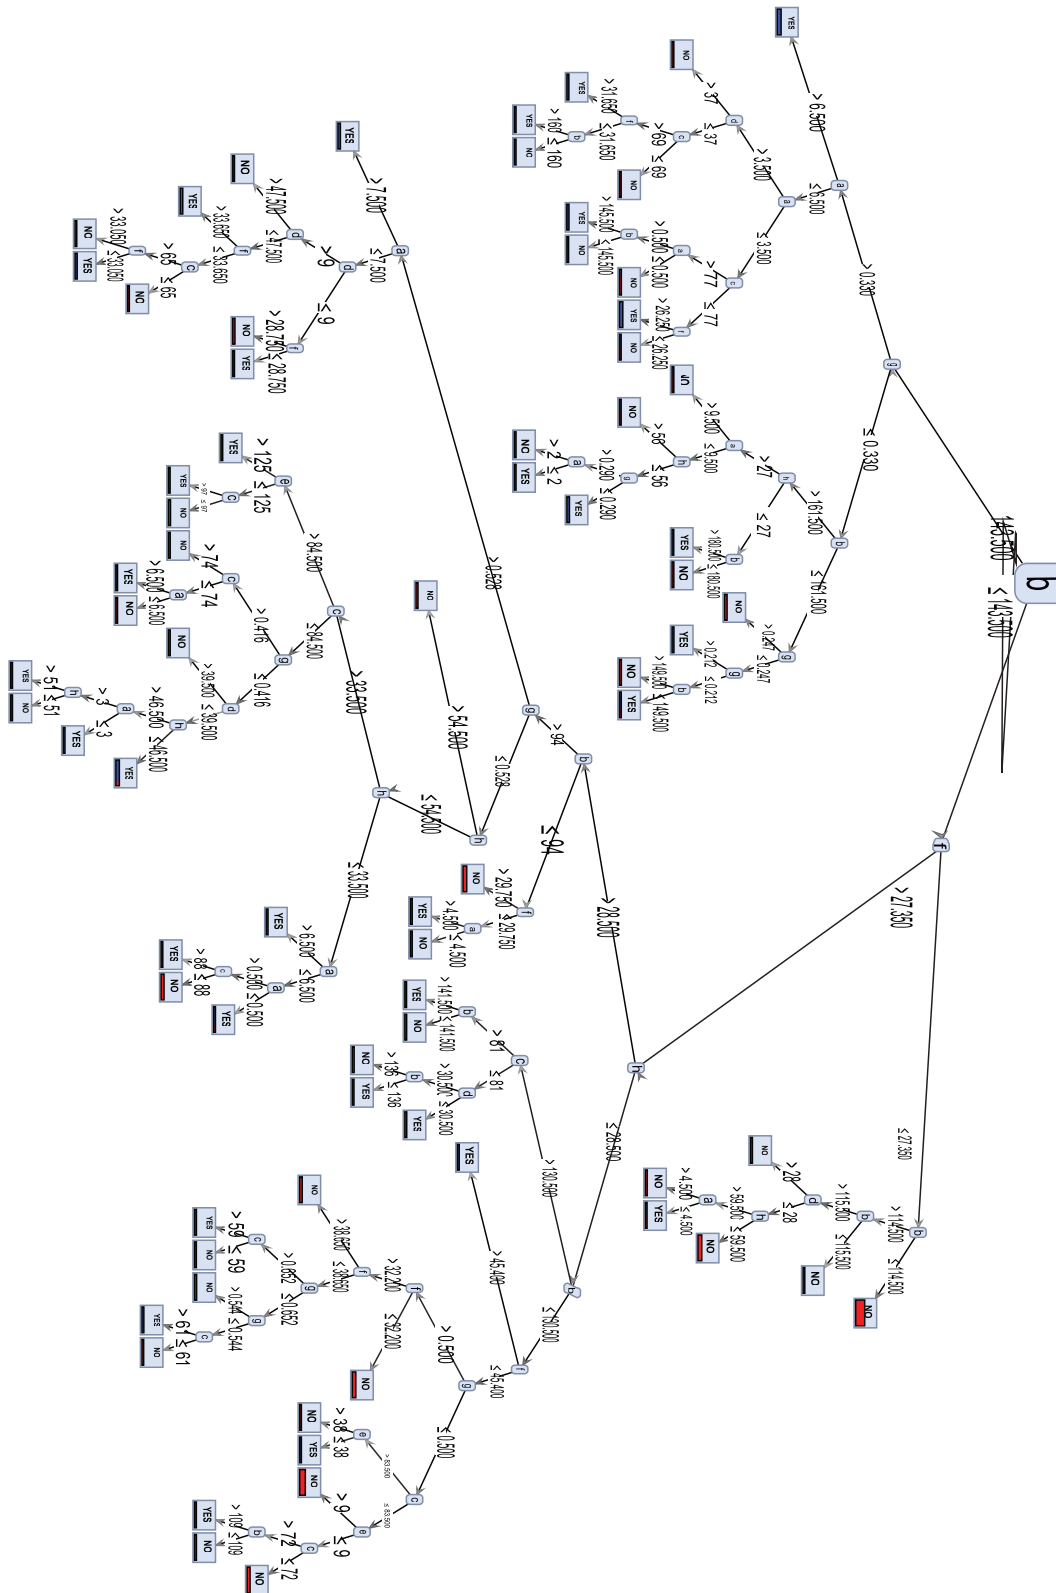 b
≤ 143.500
g
f
> 0.330
≤ 0.330
> 27.350
≤ 27.350
a
b
b
> 6.500
≤ 6.500
> 161.500
≤ 161.500
> 114.500
≤ 114.500
YES
a
h
g
b
NO
> 3.500
≤ 3.500
> 27
≤ 27
> 0.247
≤ 0.247
> 115.500
≤ 115.500
d
c
a
b
NO
g
d
NO
> 37
≤ 37
> 77
≤ 77
> 9.500
≤ 9.500
> 180.500
≤ 180.500
> 0.212
≤ 0.212
> 28
≤ 28
NO
c
a
h
YES
NO
YES
b
NO
h
> 69
≤ 69
> 0.500
≤ 0.500
> 26.250
≤ 26.250
> 56
≤ 56
> 149.500
≤ 149.500
> 59.500
≤ 59.500
f
NO
b
NO
YES
NO
NO
g
NO
YES
a
NO
> 31.650
≤ 31.650
> 145.500
≤ 145.500
> 0.290
≤ 0.290
> 4.500
≤ 4.500
YES
b
YES
NO
a
YES
NO
YES
> 160
≤ 160
> 2
≤ 2
YES
NO
NO
YES
h
> 28.500
≤ 28.500
b
b
> 94
≤ 94
> 130.500
≤ 130.500
g
f
c
f
> 0.528
≤ 0.528
> 29.750
≤ 29.750
> 81
≤ 81
> 45.400
≤ 45.400
a
h
NO
a
b
d
YES
g
> 7.500
≤ 7.500
> 54.500
≤ 54.500
> 4.500
≤ 4.500
> 141.500
≤ 141.500
> 30.500
≤ 30.500
> 0.500
≤ 0.500
YES
d
NO
h
YES
NO
YES
NO
b
YES
f
c
> 9
≤ 9
> 33.500
≤ 33.500
> 136
≤ 136
> 32.200
≤ 32.200
> 83.500
≤ 83.500
d
f
c
a
NO
YES
f
NO
e
e
> 47.500
≤ 47.500
> 28.750
≤ 28.750
> 84.500
≤ 84.500
> 6.500
≤ 6.500
> 38.650
≤ 38.650
> 38
≤ 38
> 9
≤ 9
NO
f
NO
YES
e
g
YES
a
NO
g
NO
YES
NO
c
> 33.650
≤ 33.650
> 125
≤ 125
> 0.416
≤ 0.416
> 0.500
≤ 0.500
> 0.652
≤ 0.652
> 72
≤ 72
YES
c
YES
c
c
d
c
YES
c
g
b
NO
> 65
≤ 65
> 97
≤ 97
> 74
≤ 74
> 39.500
≤ 39.500
> 88
≤ 88
> 59
≤ 59
> 0.544
≤ 0.544
> 109
≤ 109
f
NO
YES
NO
NO
a
NO
h
YES
NO
YES
NO
NO
c
YES
NO
> 33.050
≤ 33.050
> 6.500
≤ 6.500
> 46.500
≤ 46.500
> 61
≤ 61
NO
YES
YES
NO
a
YES
YES
NO
> 3
≤ 3
h
YES
> 51
≤ 51
YES
NO